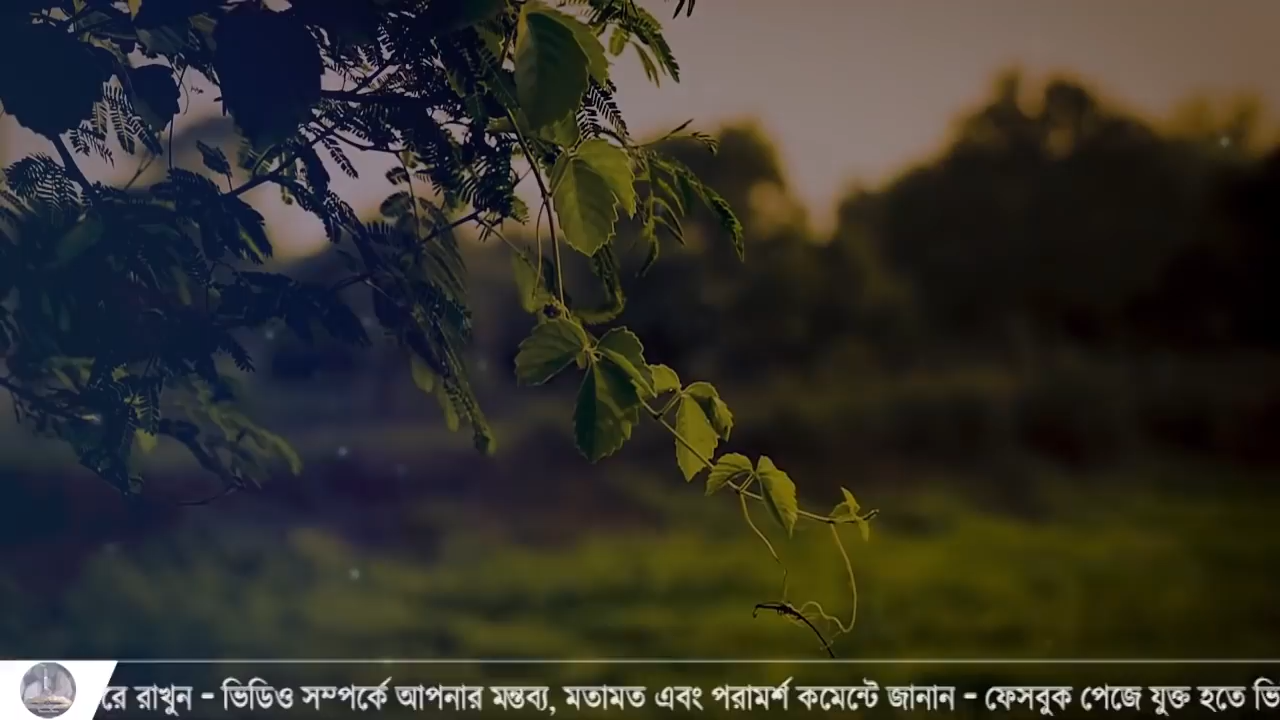 রে রাখুন - ভিডিও সম্পর্কে আপনার মন্তব্য, মতামত এবং পরামর্শ কমেন্টে জানান - ফেসবুক পেজে যুক্ত হতে ভি